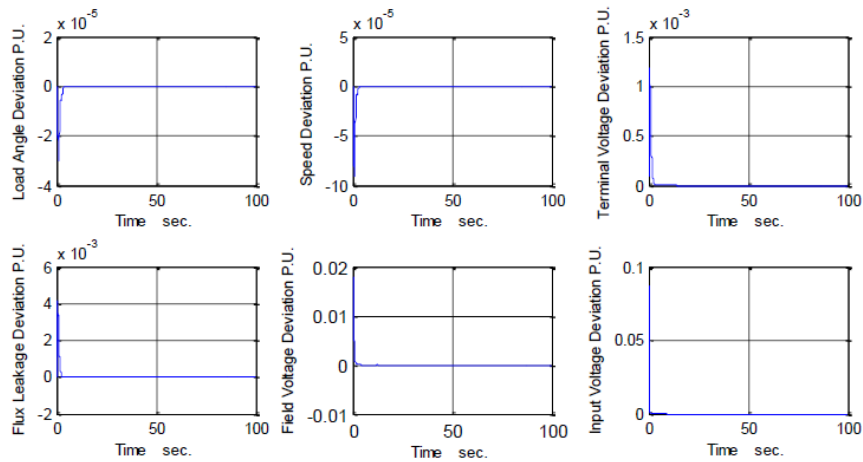 x 10-5
Load Angle Deviation P.U.
2
0
-2
-4
0 50 100
Time sec.
x 10-5
Speed Deviation P.U.
5
0
-5
-10
0 50 100
Time sec.
x 10-3
Terminal Voltage Deviation P.U.
1.5
1
0.5
0
0 50 100
Time sec.
x 10-3
Flux Leakage Deviation P.U.
6
4
2
0
-2
0 50 100
Time sec.
Field Voltage Deviation P.U.
0.02
0.01
0
-0.01
0 50 100
Time sec.
Input Voltage Deviation P.U.
0.1
0.05
0
0 50 100
Time sec.